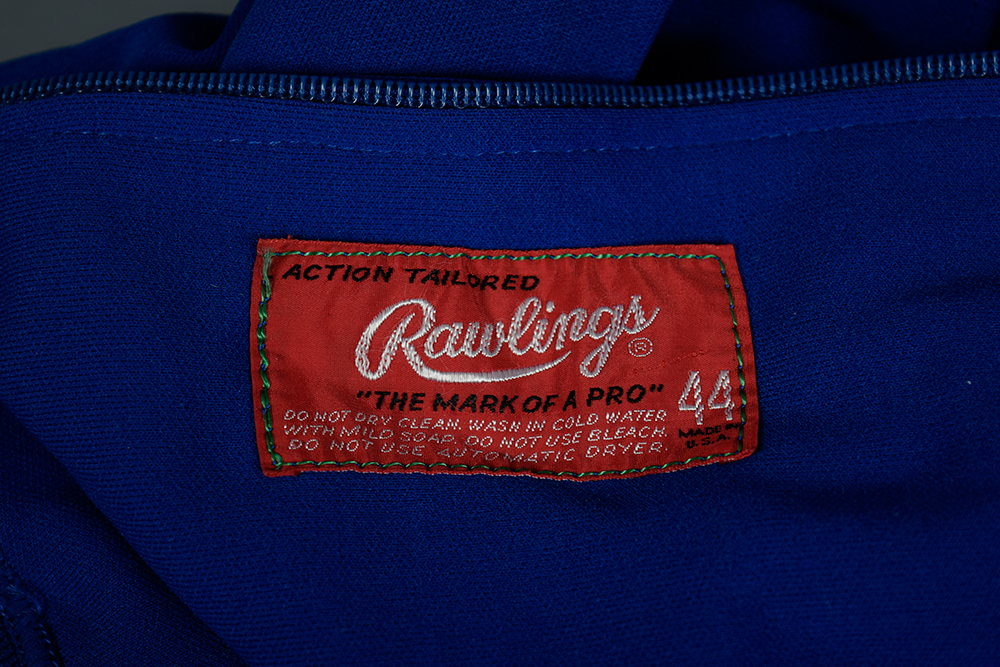 ACTION TAILORED
Rawlings®
"THE MARK OF A PRO"
44
DO NOT DRY CLEAN. WASH IN COLD WATER
WITH MILD SOAP. DO NOT USE BLEACH.
DO NOT USE AUTOMATIC DRYER.
MADE IN
U.S.A.